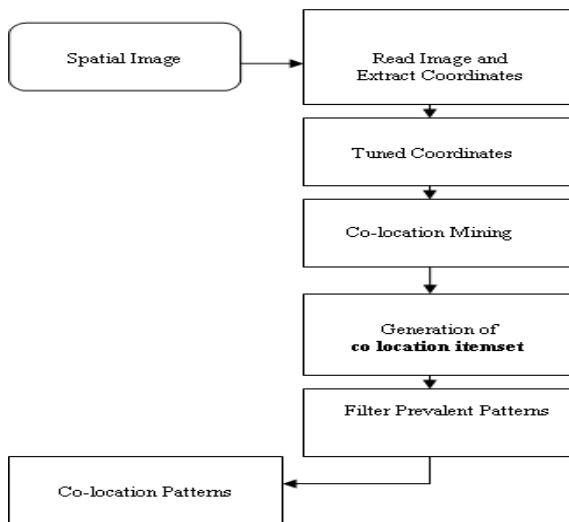 Spatial Image
Read Image and
Extract Coordinates
Tuned Coordinates
Co-location Mining
Generation of
co location itemset
Filter Prevalent Patterns
Co-location Patterns